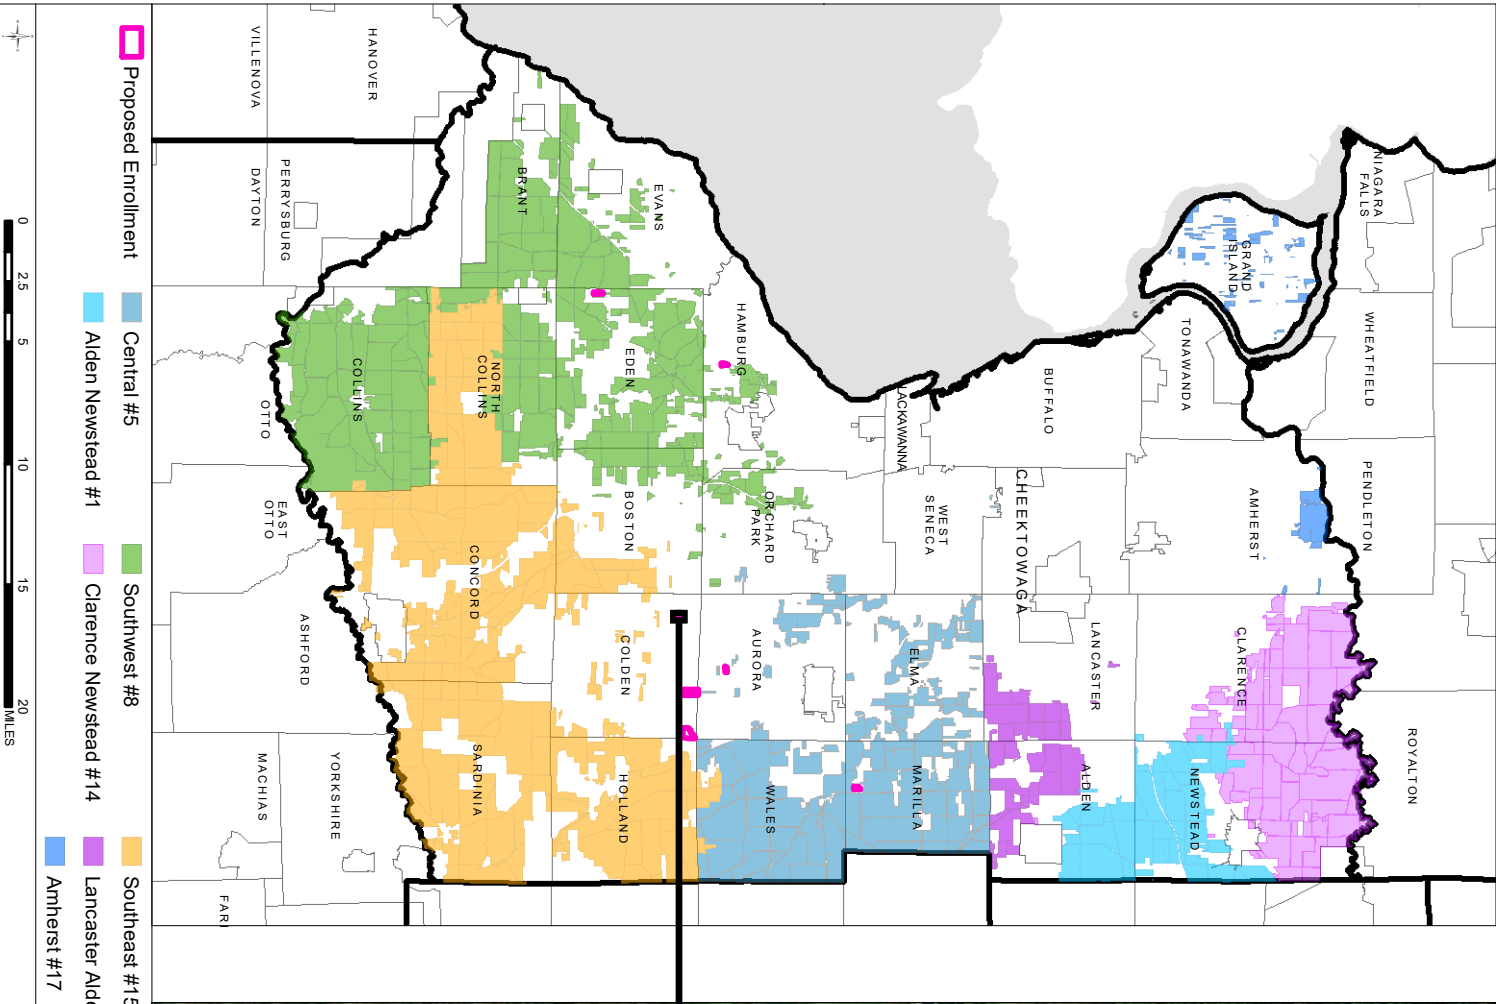 ROYALTON
NIAGARA
FALLS
WHEATFIELD
PENDLETON
GRAND
ISLAND
AMHERST
CLARENCE
TONAWANDA
NEWSTEAD
LANCASTER
ALDEN
BUFFALO
CHEEKTOWAGA
WEST
SENECA
LACKAWANNA
ELMA
MARILLA
HAMBURG
ORCHARD
PARK
AURORA
WALES
EVANS
EDEN
BOSTON
COLDEN
HOLLAND
BRANT
NORTH
COLLINS
CONCORD
SARDINIA
COLLINS
HANOVER
VILLENOVA
PERRYSBURG
DAYTON
OTTO
EAST
OTTO
ASHFORD
YORKSHIRE
MACHIAS
Proposed Enrollment
Central #5
Southwest #8
Southeast #15
Alden Newstead #1
Clarence Newstead #14
Lancaster Alde
Amherst #17
0 2.5 5 10 15 20
MILES